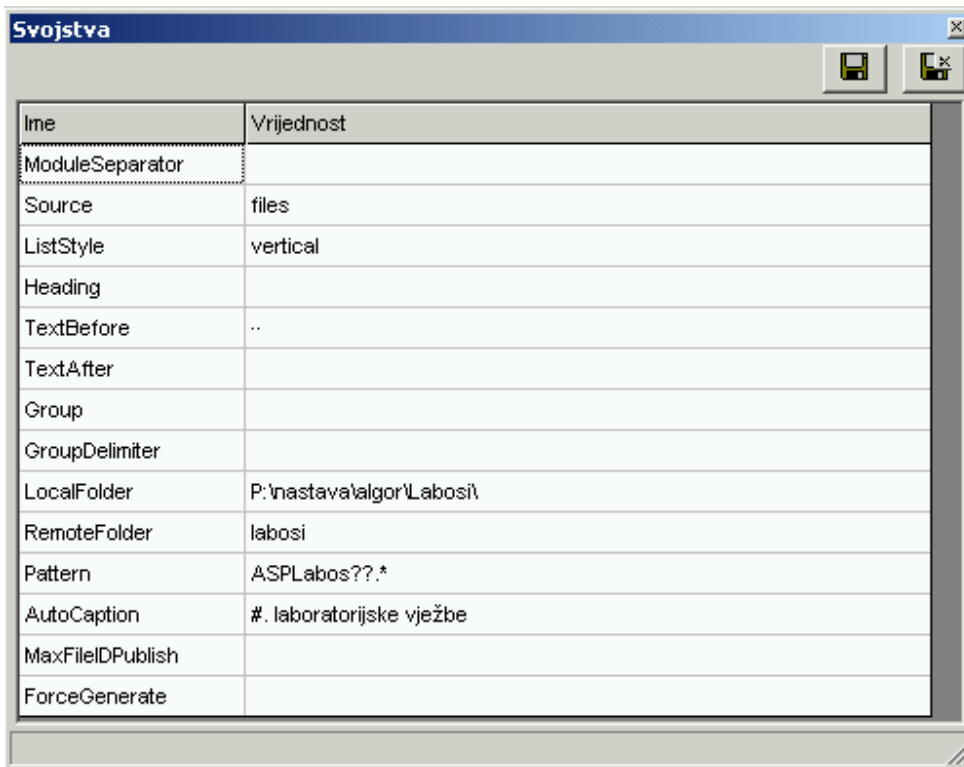 Svojstva
Ime Vrijednost
ModuleSeparator
Source files
ListStyle vertical
Heading
TextBefore ..
TextAfter
Group
GroupDelimiter
LocalFolder P:\nastava\algor\Labosi\
RemoteFolder labosi
Pattern ASPLabos??.*
AutoCaption #. laboratorijske vježbe
MaxFileIDPublish
ForceGenerate